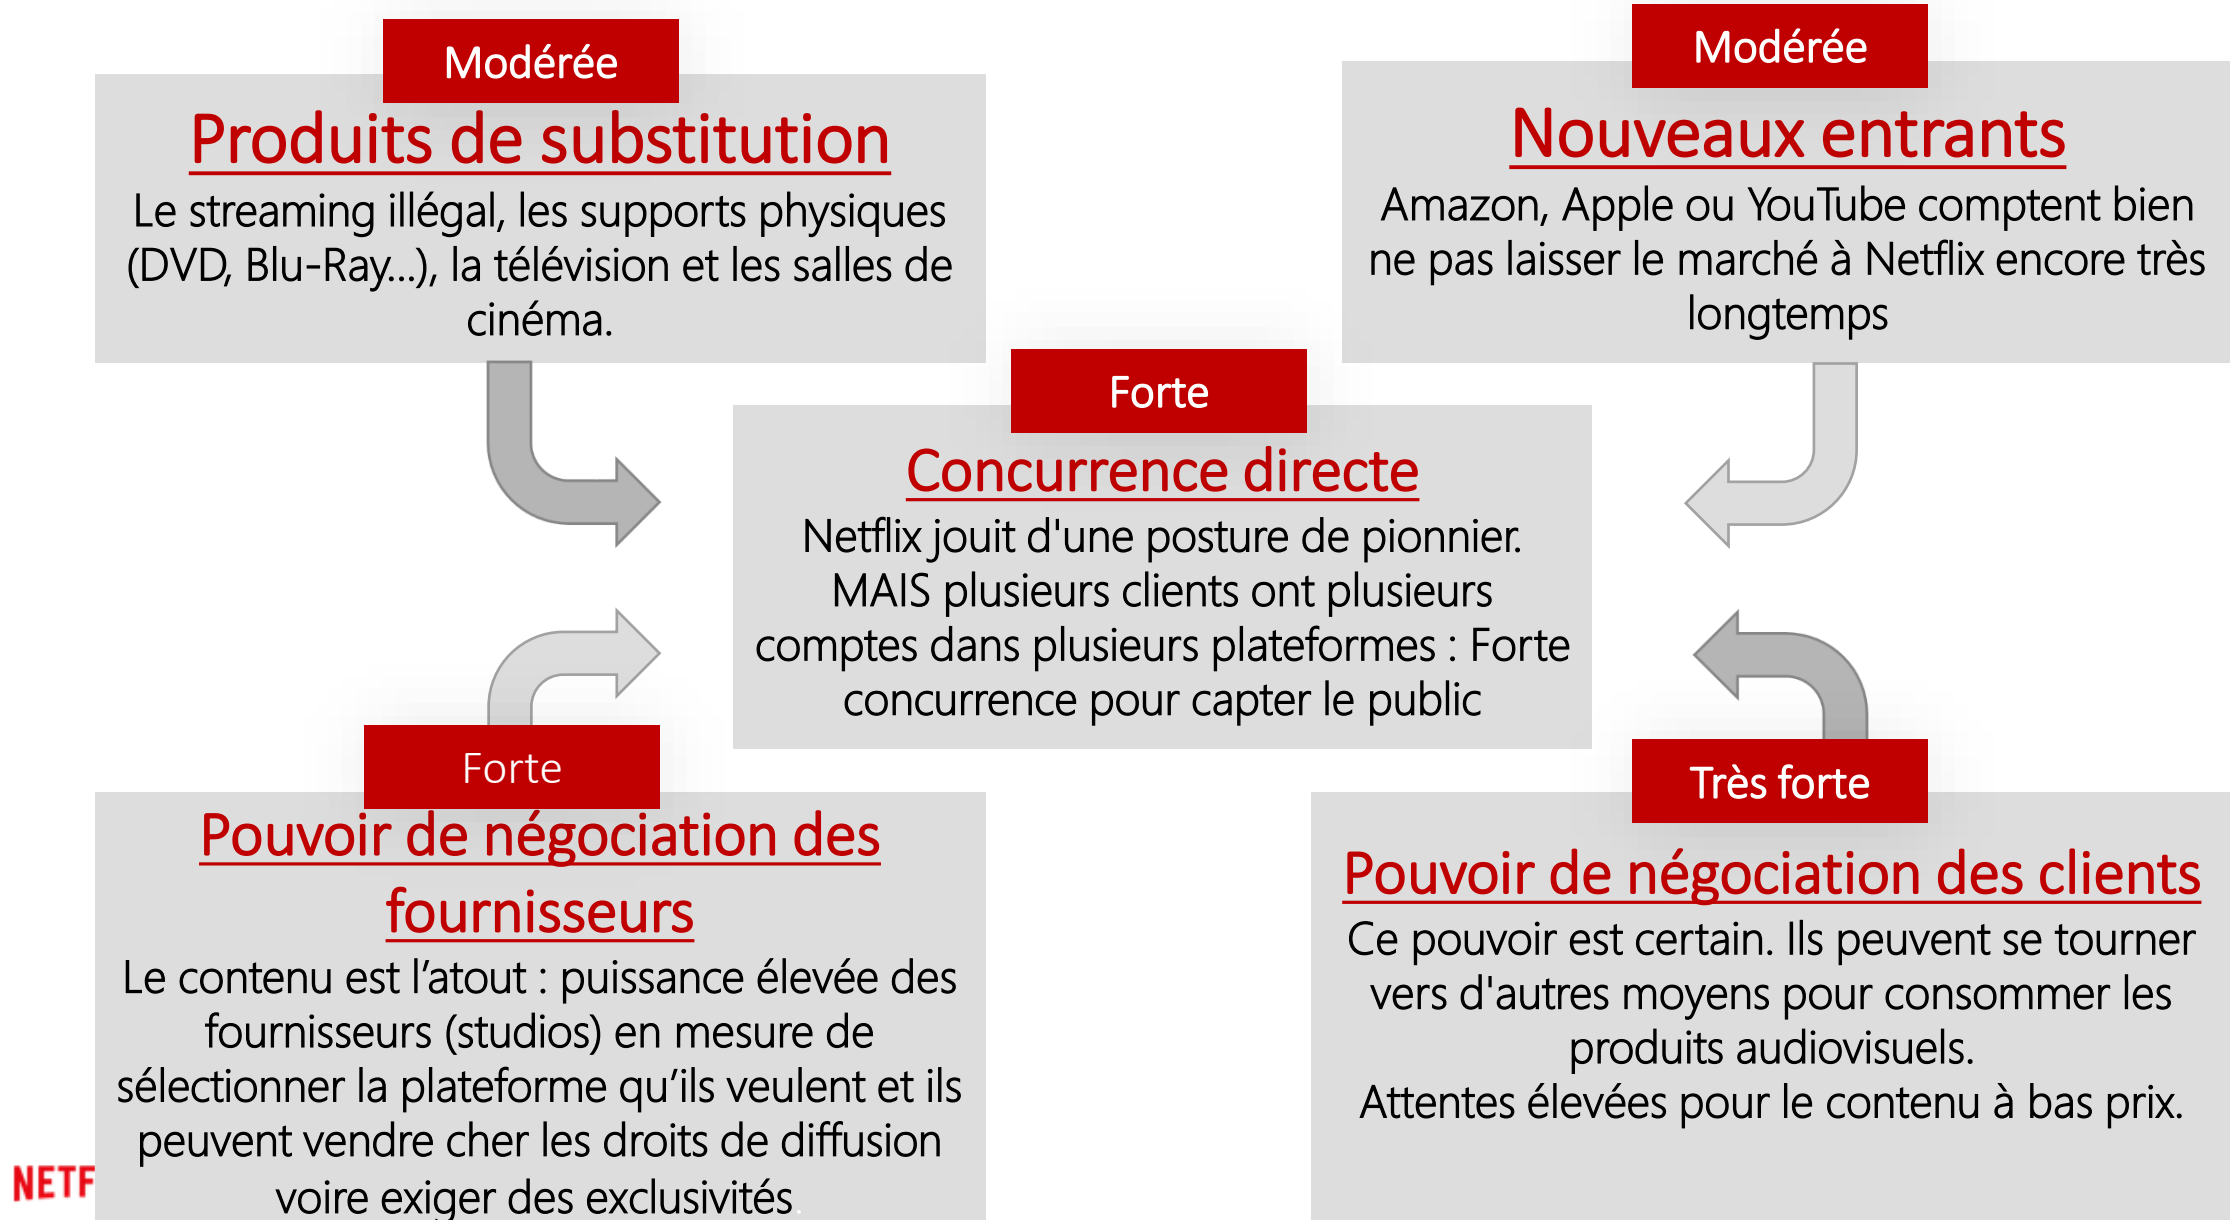 Modérée
Produits de substitution
Le streaming illégal, les supports physiques
(DVD, Blu-Ray...), la télévision et les salles de
cinéma.
Modérée
Nouveaux entrants
Amazon, Apple ou YouTube comptent bien
ne pas laisser le marché à Netflix encore très
longtemps
Forte
Concurrence directe
Netflix jouit d'une posture de pionnier.
MAIS plusieurs clients ont plusieurs
comptes dans plusieurs plateformes : Forte
concurrence pour capter le public
Forte
Pouvoir de négociation des
fournisseurs
Le contenu est l’atout : puissance élevée des
fournisseurs (studios) en mesure de
sélectionner la plateforme qu’ils veulent et ils
peuvent vendre cher les droits de diffusion
voire exiger des exclusivités.
Très forte
Pouvoir de négociation des clients
Ce pouvoir est certain. Ils peuvent se tourner
vers d'autres moyens pour consommer les
produits audiovisuels.
Attentes élevées pour le contenu à bas prix.
NETF